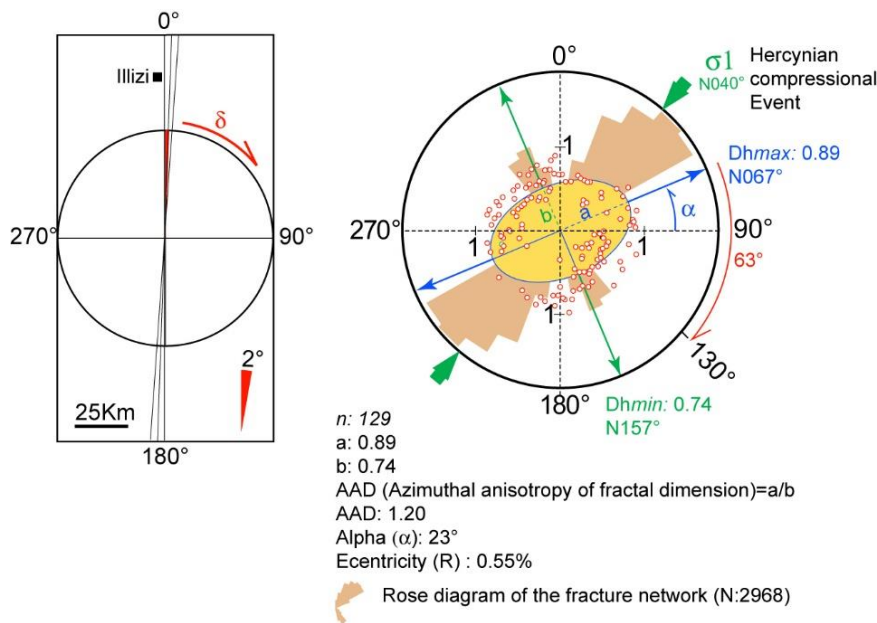 0°
Illizi
δ
270°
90°
2°
25Km
180°
0°
σ1
N040°
Hercynian
compressional
Event
1
Dhmax: 0.89
N067°
b
a
α
270°
1
1
90°
63°
1
130°
180°
Dhmin: 0.74
N157°
n: 129
a: 0.89
b: 0.74
AAD (Azimuthal anisotropy of fractal dimension)=a/b
AAD: 1.20
Alpha (α): 23°
Ecentricity (R) : 0.55%
Rose diagram of the fracture network (N:2968)